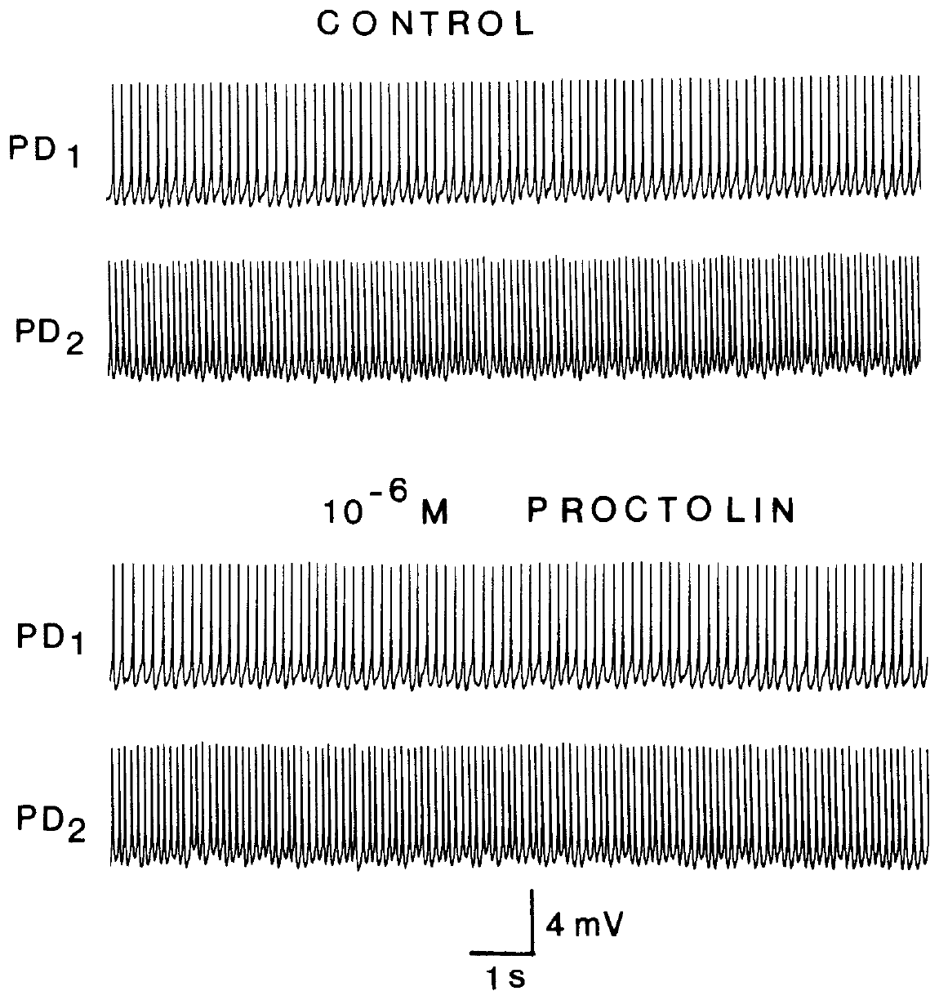 CONTROL
PD1
PD2
10-6 M PROCTOLIN
PD1
PD2
4 mV
1 s